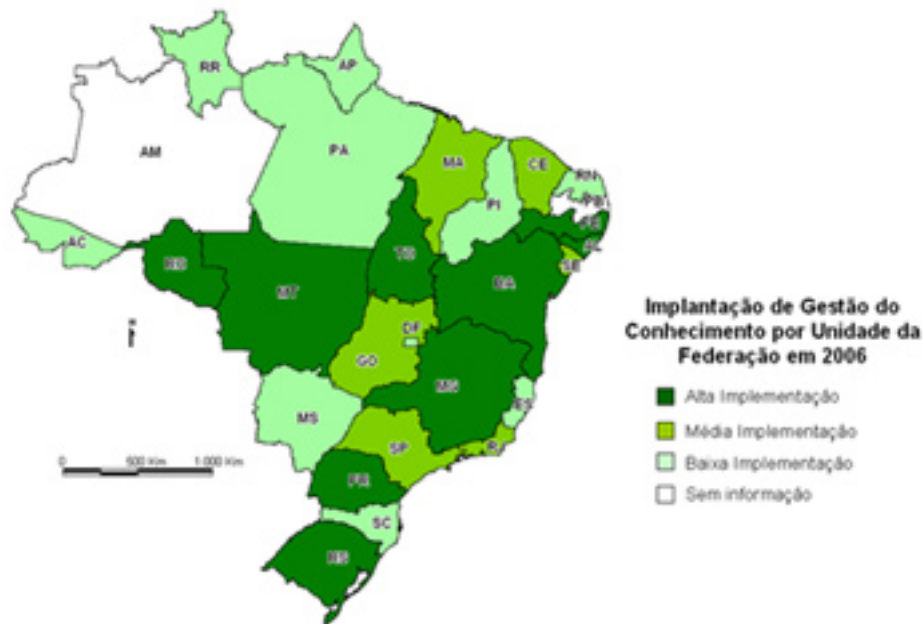 RR
AP
AM
PA
MA
CE
RN
PB
PI
PE
AL
AC
RO
TO
SE
MT
BA
DF
GO
MG
ES
MS
SP
RJ
PR
SC
RS
0 500 Km 1.000 Km
Implantação de Gestão do
Conhecimento por Unidade da
Federação em 2006
Alta Implementação
Média Implementação
Baixa Implementação
Sem informação